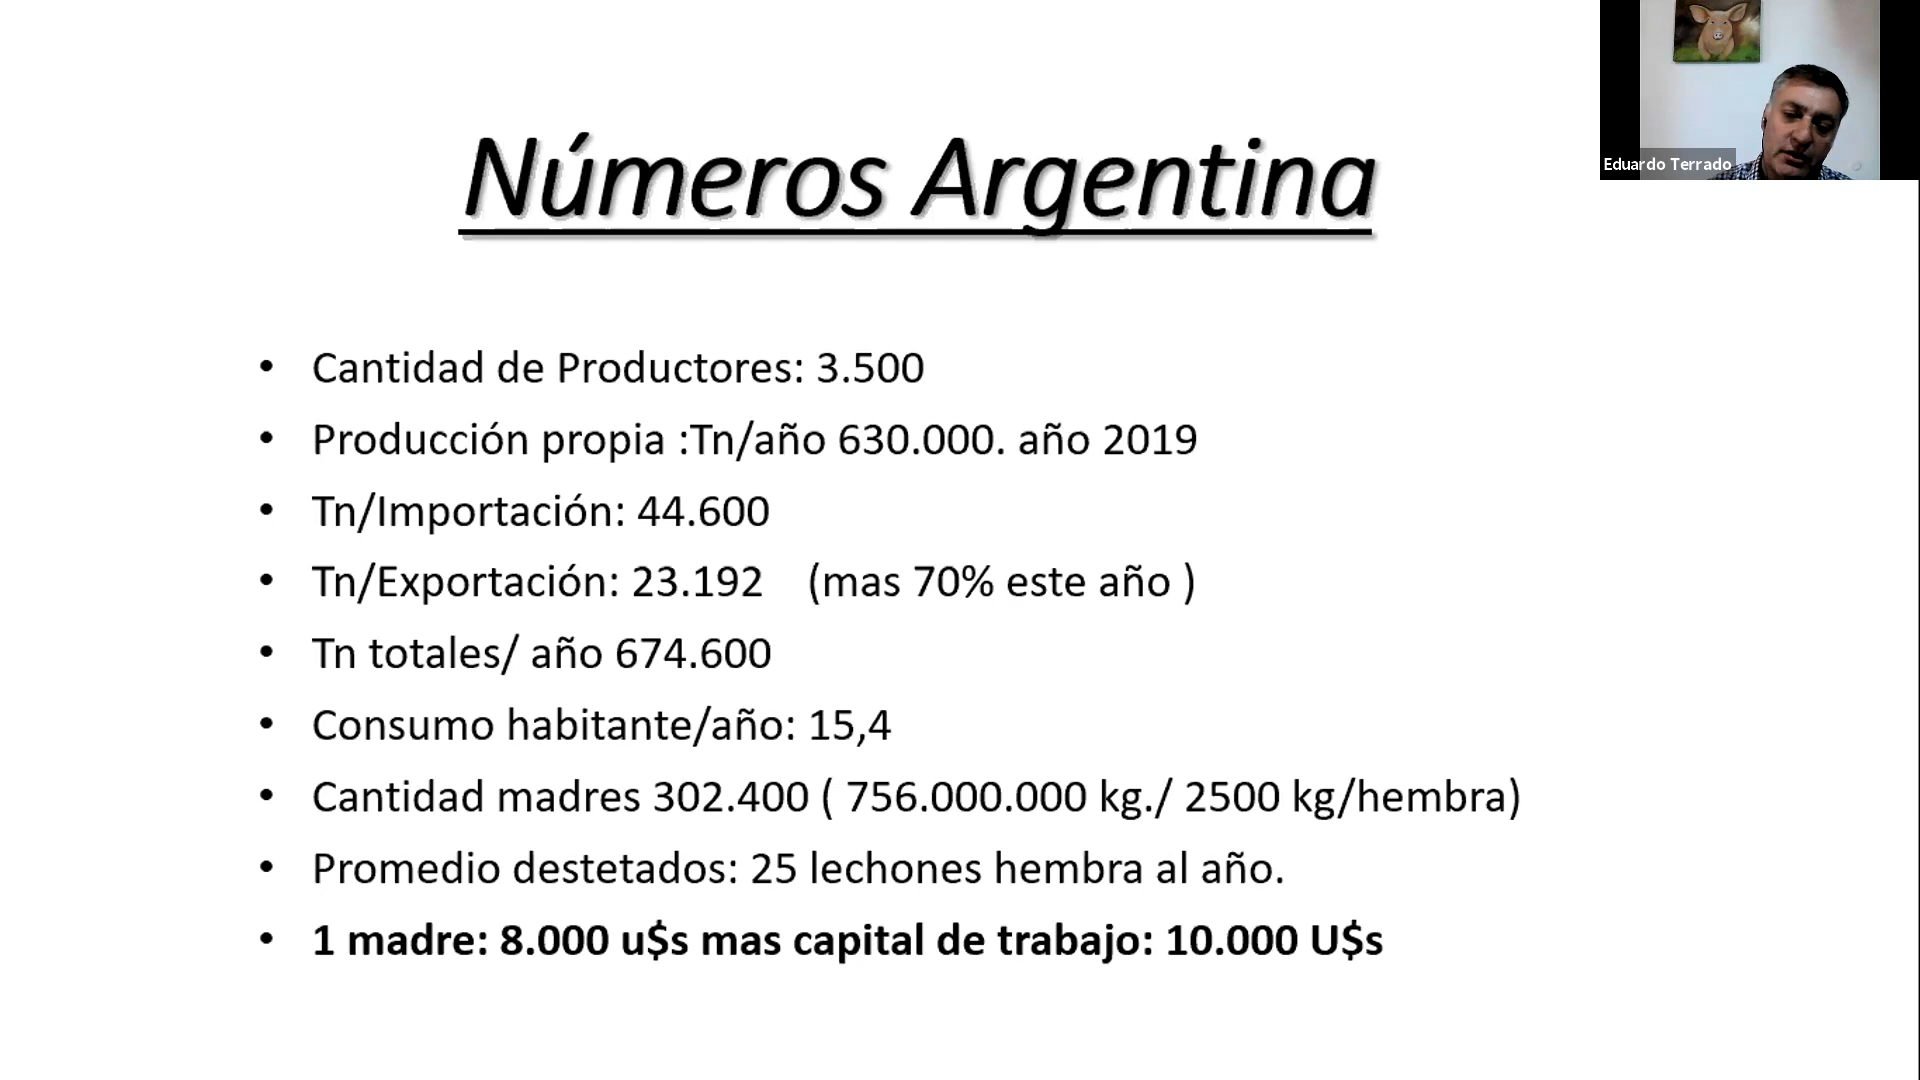 Números Argentina
Eduardo Terrado
• Cantidad de Productores: 3.500
• Producción propia :Tn/año 630.000. año 2019
• Tn/Importación: 44.600
• Tn/Exportación: 23.192 (mas 70% este año )
• Tn totales/ año 674.600
• Consumo habitante/año: 15,4
• Cantidad madres 302.400 ( 756.000.000 kg./ 2500 kg/hembra)
• Promedio destetados: 25 lechones hembra al año.
• 1 madre: 8.000 u$s mas capital de trabajo: 10.000 U$s